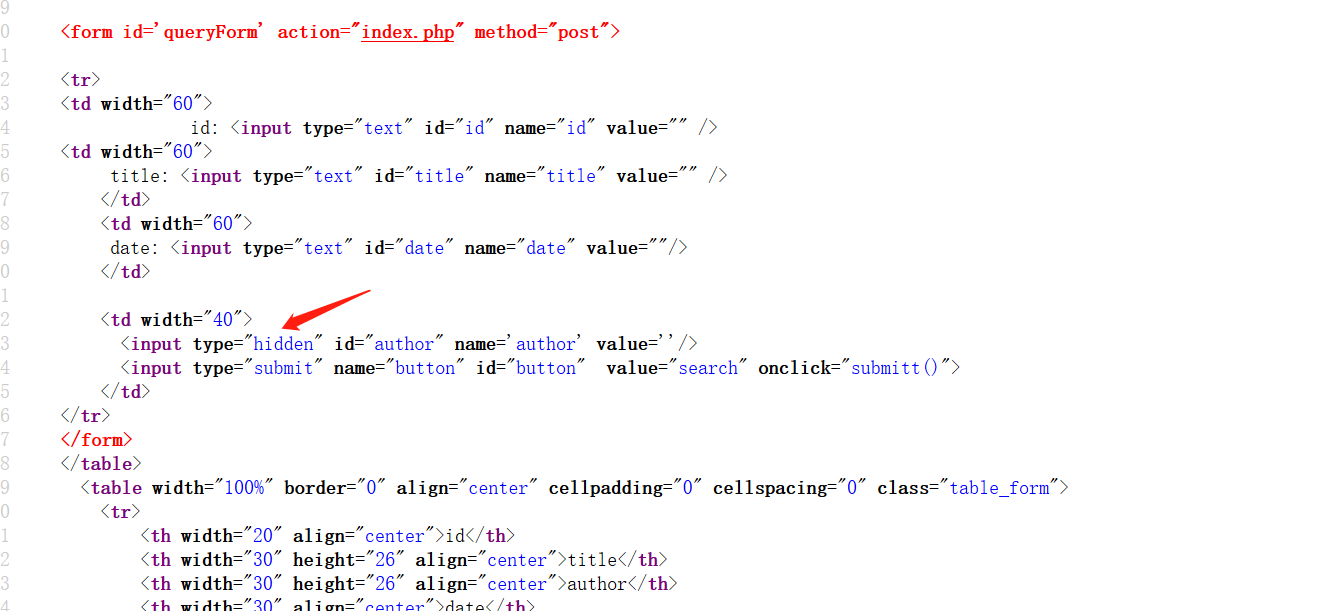 9
0 <form id='queryForm' action="index.php" method="post">
1
2 <tr>
3 <td width="60">
4 id: <input type="text" id="id" name="id" value="" />
5 <td width="60">
6 title: <input type="text" id="title" name="title" value="" />
7 </td>
8 <td width="60">
9 date: <input type="text" id="date" name="date" value=""/>
0 </td>
1
2 <td width="40">
3 <input type="hidden" id="author" name='author' value=''/>
4 <input type="submit" name="button" id="button" value="search" onclick="submitt()">
5 </td>
6 </tr>
7 </form>
8 </table>
9 <table width="100%" border="0" align="center" cellpadding="0" cellspacing="0" class="table_form">
0 <tr>
1 <th width="20" align="center">id</th>
2 <th width="30" height="26" align="center">title</th>
3 <th width="30" height="26" align="center">author</th>
4 <th width="30" align="center">date</th>